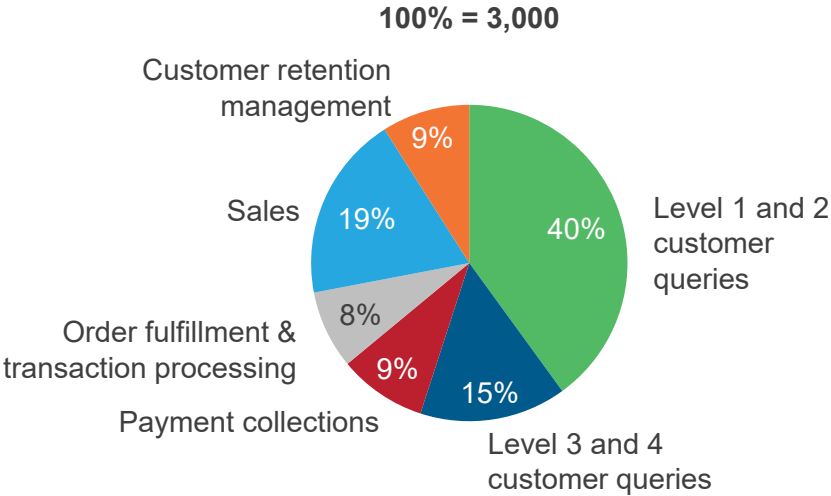 100% = 3,000
Customer retention
management
9%
Sales
19%
40%
Level 1 and 2
customer
queries
8%
Order fulfillment &
transaction processing
9%
15%
Payment collections
Level 3 and 4
customer queries